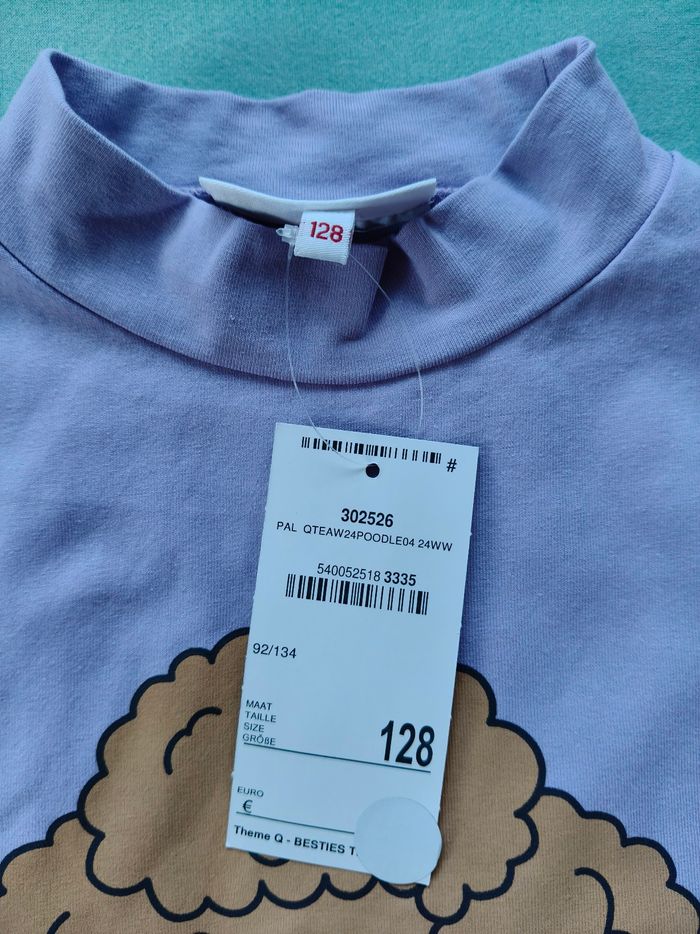 128
#
302526
PAL QTEAW24POODLE04 24WW
540052518 3335
92/134
MAAT
TAILLE
SIZE
GRÖßE
128
EURO
€
Theme Q - BESTIES